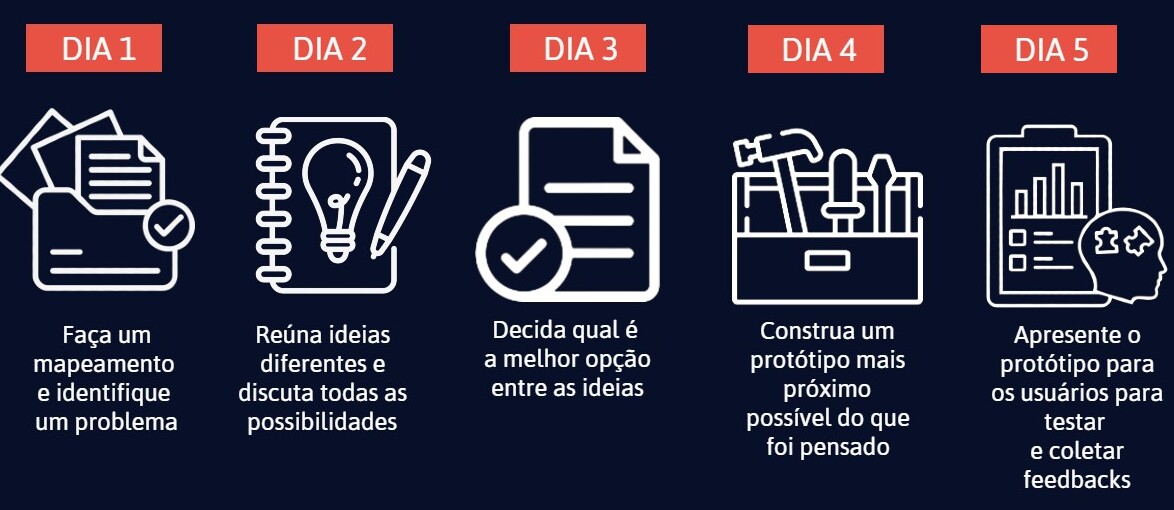 DIA 1
Faça um
mapeamento
e identifique
um problema
DIA 2
Reúna ideias
diferentes e
discuta todas as
possibilidades
DIA 3
Decida qual é
a melhor opção
entre as ideias
DIA 4
Construa um
protótipo mais
próximo
possível do que
foi pensado
DIA 5
Apresente o
protótipo para
os usuários para
testar
e coletar
feedbacks